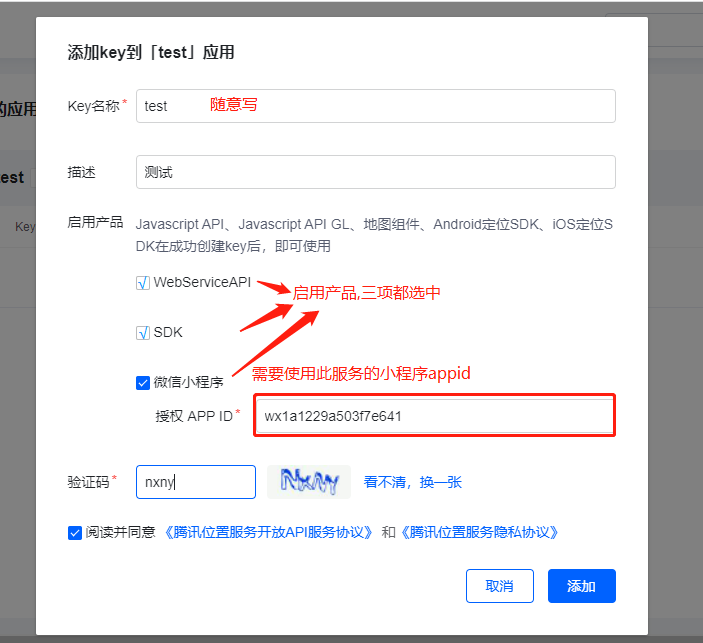 添加key到「test」应用
的应用
Key名称* test 随意写
描述 测试
test
Key
启用产品 Javascript API、Javascript API GL、地图组件、Android定位SDK、iOS定位S
DK在成功创建key后，即可使用
WebServiceAPI
启用产品,三项都选中
SDK
微信小程序
需要使用此服务的小程序appid
授权 APP ID* wx1a1229a503f7e641
验证码* nxny NxNy 看不清，换一张
阅读并同意 《腾讯位置服务开放API服务协议》 和《腾讯位置服务隐私协议》
取消 添加